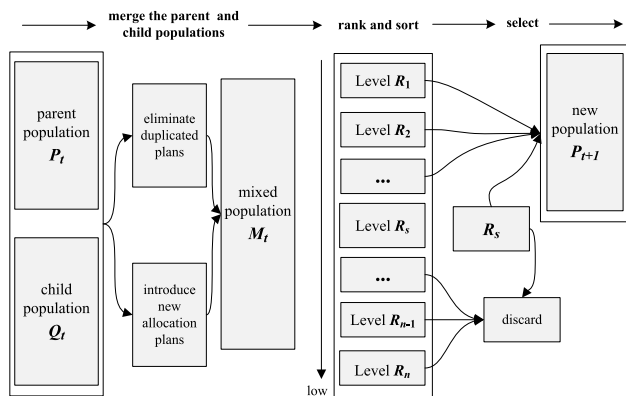 merge the parent and
child populations
rank and sort
select
parent
population
P_t
child
population
Q_t
eliminate
duplicated
plans
introduce
new
allocation
plans
mixed
population
M_t
Level R_1
Level R_2
...
Level R_s
...
Level R_n-1
Level R_n
low
new
population
P_t+1
R_s
discard